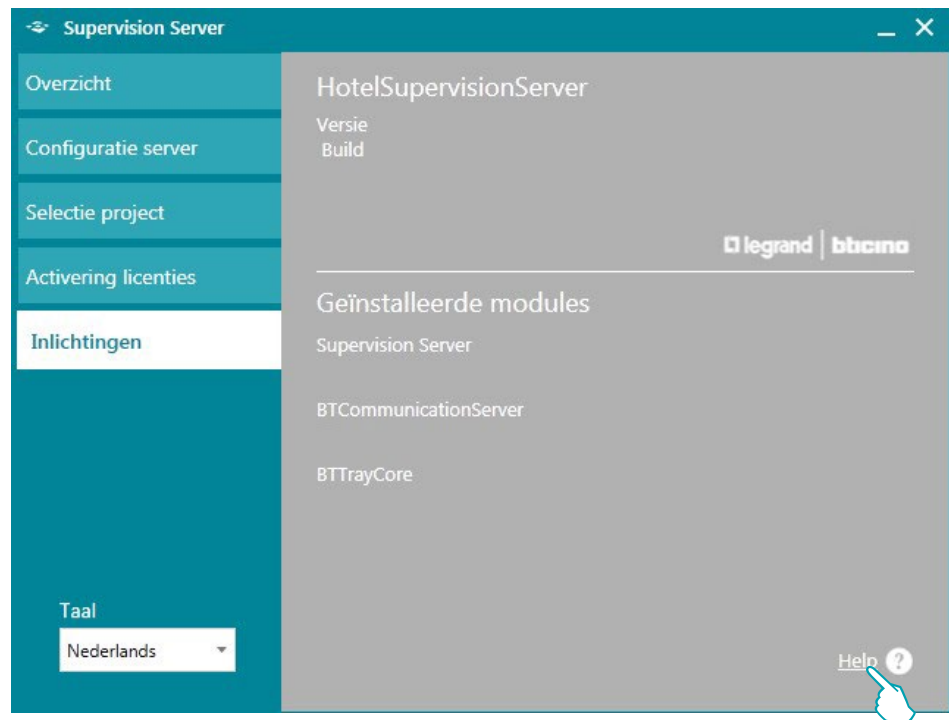 Supervision Server
Overzicht
Configuratie server
Selectie project
Activering licenties
Inlichtingen
Taal
Nederlands
HotelSupervisionServer
Versie
Build
legrand | bticino
Geïnstalleerde modules
Supervision Server
BTCommunicationServer
BTTrayCore
Help ?